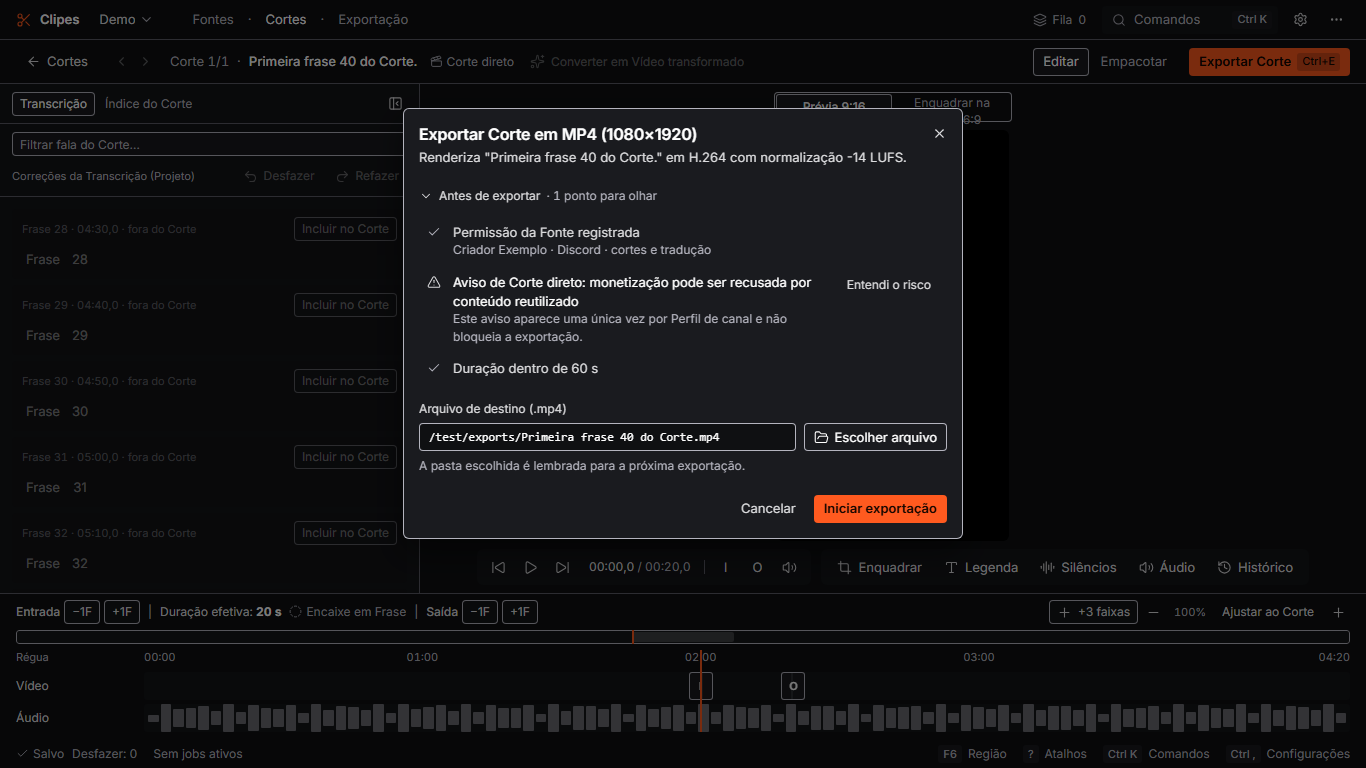 Clipes Demo Fontes · Cortes · Exportação Fila 0 Comandos Ctrl K
Cortes Corte 1/1 · Primeira frase 40 do Corte. Corte direto Converter em Vídeo transformado Editar Empacotar Exportar Corte Ctrl+E
Transcrição Índice do Corte
Prévia 9:16 Enquadrar na
6:9
Filtrar fala do Corte...
Correções da Transcrição (Projeto) Desfazer Refazer
Frase 28 · 04:30,0 · fora do Corte Incluir no Corte
Frase 28
Frase 29 · 04:40,0 · fora do Corte Incluir no Corte
Frase 29
Frase 30 · 04:50,0 · fora do Corte Incluir no Corte
Frase 30
Frase 31 · 05:00,0 · fora do Corte Incluir no Corte
Frase 31
Frase 32 · 05:10,0 · fora do Corte Incluir no Corte
Frase 32
Exportar Corte em MP4 (1080×1920)
Renderiza "Primeira frase 40 do Corte." em H.264 com normalização -14 LUFS.
Antes de exportar · 1 ponto para olhar
Permissão da Fonte registrada
Criador Exemplo · Discord · cortes e tradução
Aviso de Corte direto: monetização pode ser recusada por
conteúdo reutilizado
Entendi o risco
Este aviso aparece uma única vez por Perfil de canal e não
bloqueia a exportação.
Duração dentro de 60 s
Arquivo de destino (.mp4)
/test/exports/Primeira frase 40 do Corte.mp4 Escolher arquivo
A pasta escolhida é lembrada para a próxima exportação.
Cancelar Iniciar exportação
00:00,0 / 00:20,0 I O Enquadrar Legenda Silêncios Áudio Histórico
Entrada −1F +1F Duração efetiva: 20 s Encaixe em Frase Saída −1F +1F +3 faixas 100% Ajustar ao Corte
Régua 00:00 01:00 02:00 03:00 04:20
Vídeo O
Áudio
Salvo Desfazer: 0 Sem jobs ativos F6 Região ? Atalhos Ctrl K Comandos Ctrl , Configurações